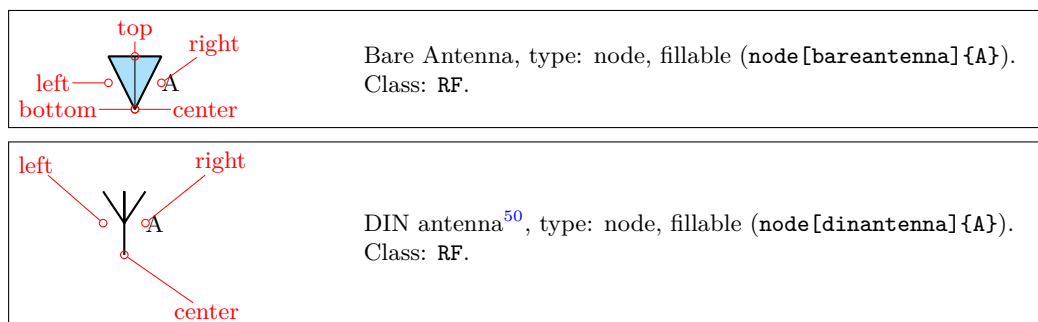 top
right
left
A
bottom
center
Bare Antenna, type: node, fillable (node[bareantenna]{A}).
Class: RF.
left
right
A
center
DIN antenna50, type: node, fillable (node[dinantenna]{A}).
Class: RF.